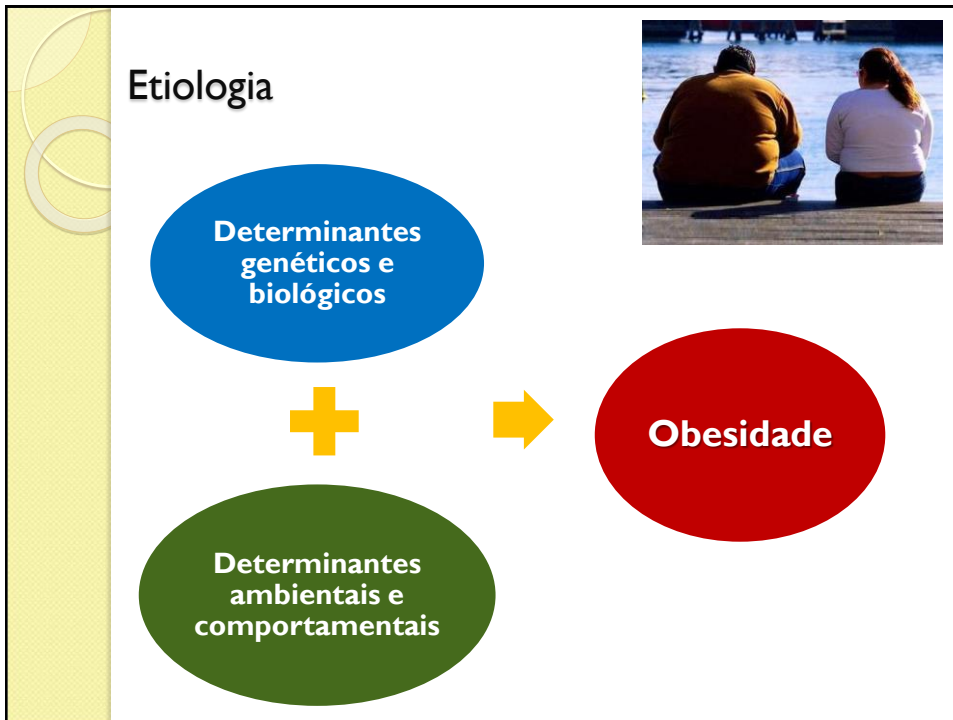 Etiologia
Determinantes
genéticos e
biológicos
Obesidade
Determinantes
ambientais e
comportamentais